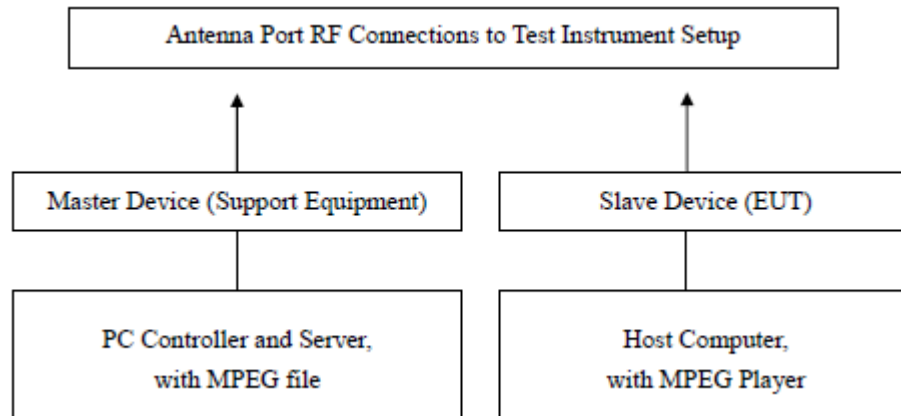 Antenna Port RF Connections to Test Instrument Setup
Master Device (Support Equipment)
Slave Device (EUT)
PC Controller and Server,
with MPEG file
Host Computer,
with MPEG Player